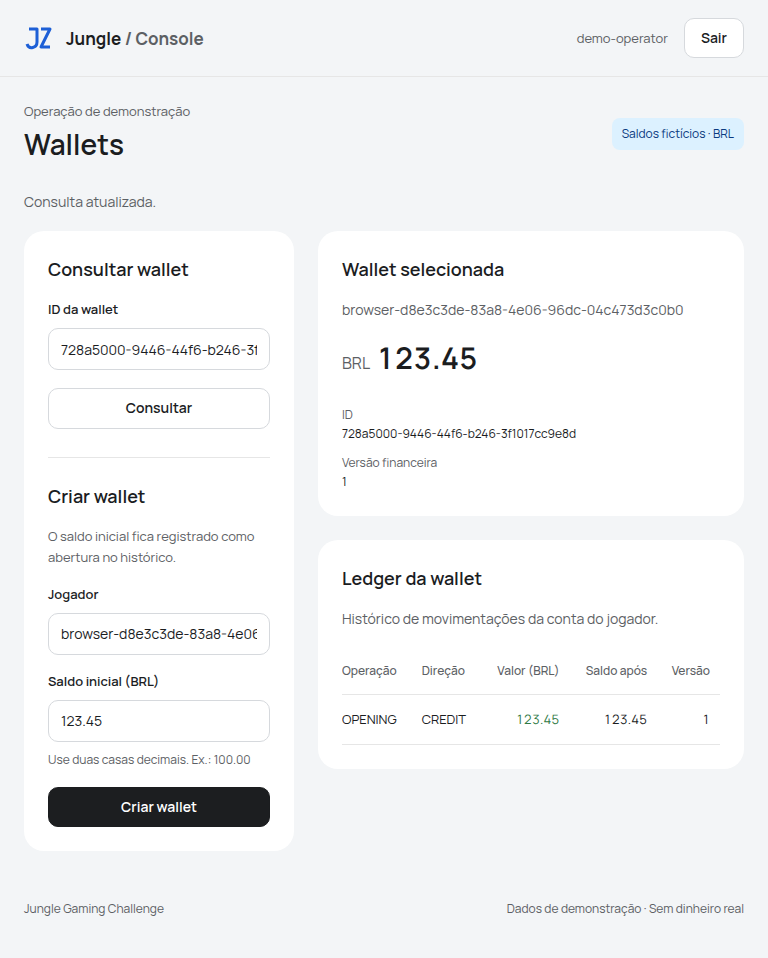 JZ Jungle / Console
demo-operator
Sair
Operação de demonstração
Wallets
Saldos fictícios · BRL
Consulta atualizada.
Consultar wallet
ID da wallet
728a5000-9446-44f6-b246-3f
Consultar
Criar wallet
O saldo inicial fica registrado como
abertura no histórico.
Jogador
browser-d8e3c3de-83a8-4e06
Saldo inicial (BRL)
123.45
Use duas casas decimais. Ex.: 100.00
Criar wallet
Wallet selecionada
browser-d8e3c3de-83a8-4e06-96dc-04c473d3c0b0
BRL 123.45
ID
728a5000-9446-44f6-b246-3f1017cc9e8d
Versão financeira
1
Ledger da wallet
Histórico de movimentações da conta do jogador.
Operação Direção Valor (BRL) Saldo após Versão
OPENING CREDIT 123.45 123.45 1
Jungle Gaming Challenge
Dados de demonstração · Sem dinheiro real